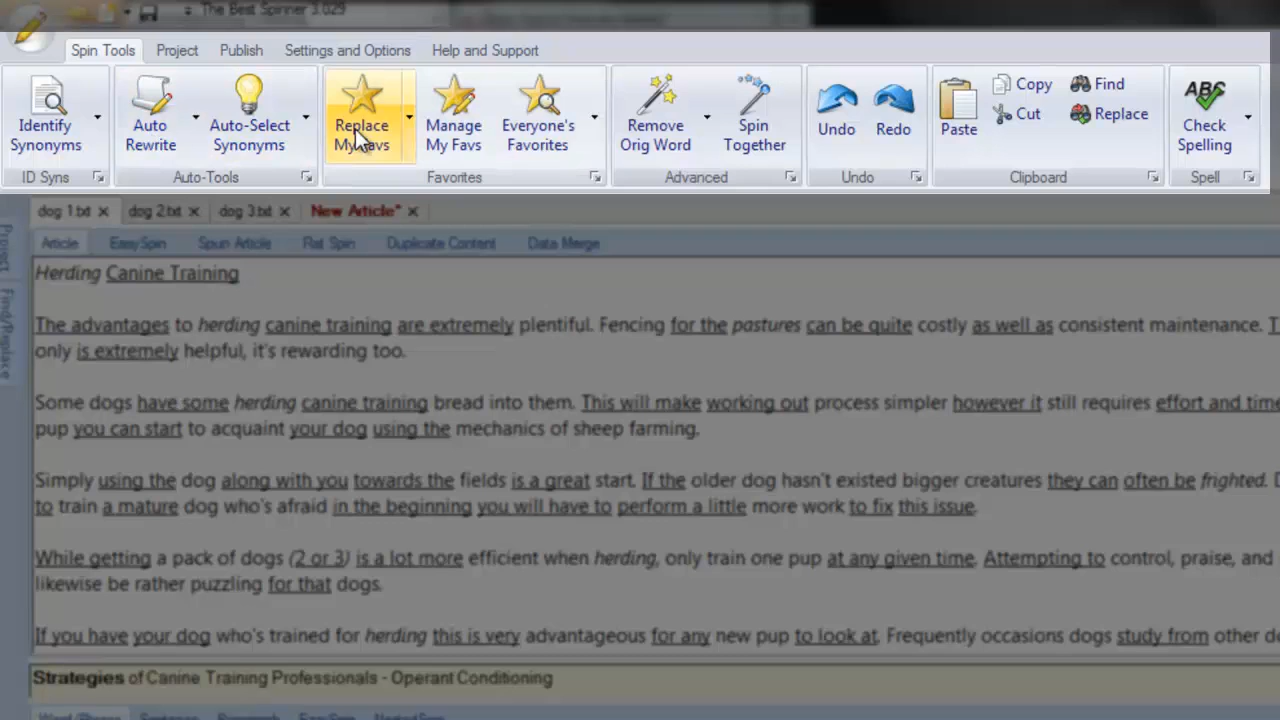 The Best Spinner 3.029
Spin Tools Project Publish Settings and Options Help and Support
Identify Synonyms
Auto Rewrite
Auto-Select Synonyms
Replace My Favs
Manage My Favs
Everyone's Favorites
Remove Orig Word
Spin Together
Undo
Redo
Paste
Copy
Cut
Find
Replace
ABC
Check Spelling
ID Syns Auto-Tools Favorites Advanced Undo Clipboard Spell
dog 1.txt dog 2.txt dog 3.txt New Article*
Project
Find/Replace
Article EasySpin Spun Article Rat Spin Duplicate Content Data Merge
Herding Canine Training
The advantages to herding canine training are extremely plentiful. Fencing for the pastures can be quite costly as well as consistent maintenance.
only is extremely helpful, it's rewarding too.
Some dogs have some herding canine training bread into them. This will make working out process simpler however it still requires effort and time
pup you can start to acquaint your dog using the mechanics of sheep farming.
Simply using the dog along with you towards the fields is a great start. If the older dog hasn't existed bigger creatures they can often be frighted.
to train a mature dog who's afraid in the beginning you will have to perform a little more work to fix this issue.
While getting a pack of dogs (2 or 3) is a lot more efficient when herding, only train one pup at any given time. Attempting to control, praise, and
likewise be rather puzzling for that dogs.
If you have your dog who's trained for herding this is very advantageous for any new pup to look at. Frequently occasions dogs study from other
Strategies of Canine Training Professionals - Operant Conditioning